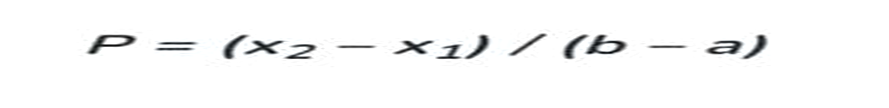 P = (x₂ − x₁) / (b − a)